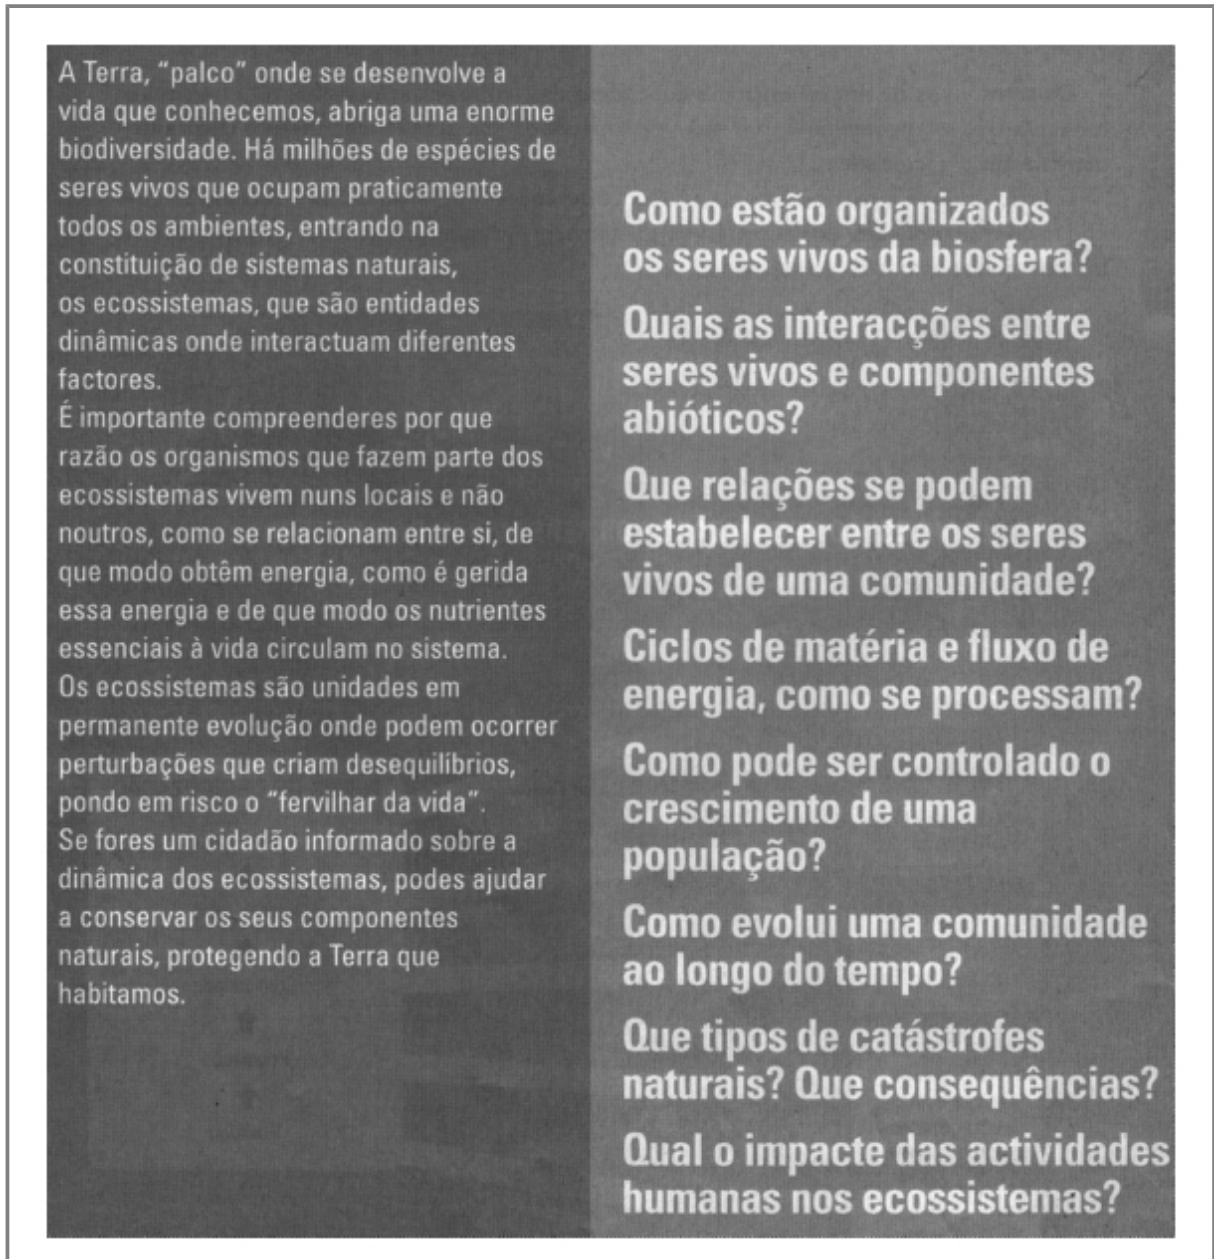 A Terra, “palco” onde se desenvolve a
vida que conhecemos, abriga uma enorme
biodiversidade. Há milhões de espécies de
seres vivos que ocupam praticamente
todos os ambientes, entrando na
constituição de sistemas naturais,
os ecossistemas, que são entidades
dinâmicas onde interactuam diferentes
factores.
É importante compreenderes por que
razão os organismos que fazem parte dos
ecossistemas vivem nuns locais e não
noutros, como se relacionam entre si, de
que modo obtêm energia, como é gerida
essa energia e de que modo os nutrientes
essenciais à vida circulam no sistema.
Os ecossistemas são unidades em
permanente evolução onde podem ocorrer
perturbações que criam desequilíbrios,
pondo em risco o “fervilhar da vida”.
Se fores um cidadão informado sobre a
dinâmica dos ecossistemas, podes ajudar
a conservar os seus componentes
naturais, protegendo a Terra que
habitamos.
Como estão organizados
os seres vivos da biosfera?
Quais as interacções entre
seres vivos e componentes
abióticos?
Que relações se podem
estabelecer entre os seres
vivos de uma comunidade?
Ciclos de matéria e fluxo de
energia, como se processam?
Como pode ser controlado o
crescimento de uma
população?
Como evolui uma comunidade
ao longo do tempo?
Que tipos de catástrofes
naturais? Que consequências?
Qual o impacte das actividades
humanas nos ecossistemas?